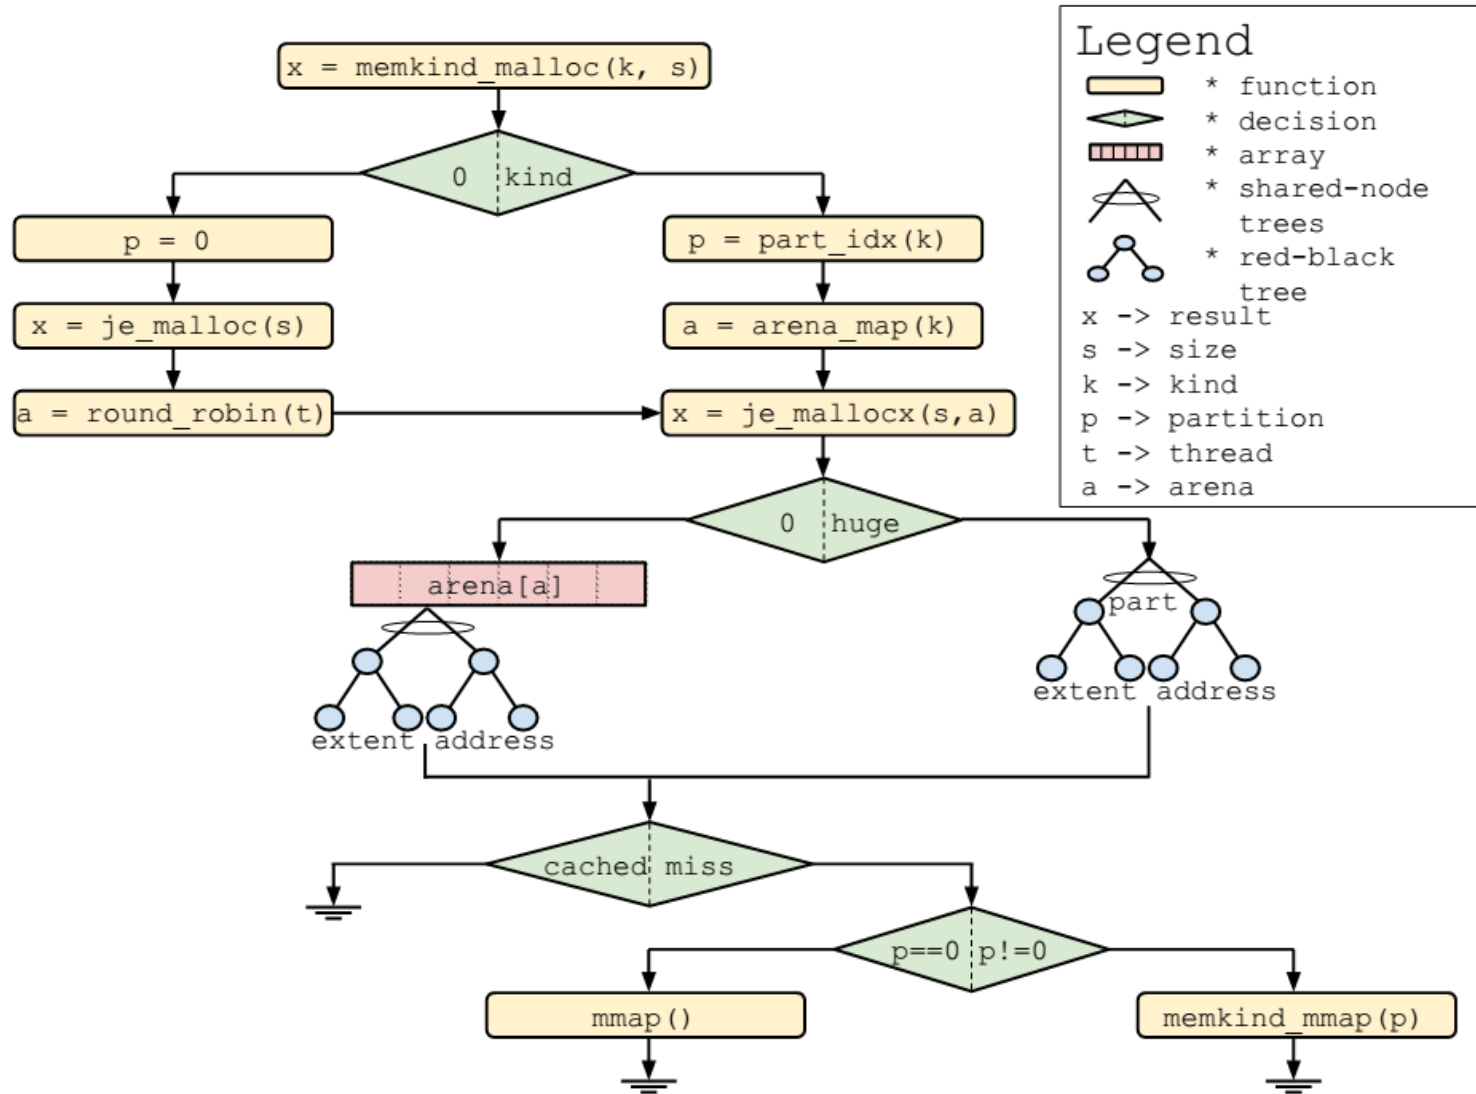 x = memkind_malloc(k, s)
0 kind
p = 0
x = je_malloc(s)
a = round_robin(t)
p = part_idx(k)
a = arena_map(k)
x = je_mallocx(s,a)
0 huge
arena[a]
extent address
part
extent address
cached miss
p==0 p!=0
mmap()
memkind_mmap(p)
Legend
* function
* decision
* array
* shared-node
trees
* red-black
tree
x -> result
s -> size
k -> kind
p -> partition
t -> thread
a -> arena